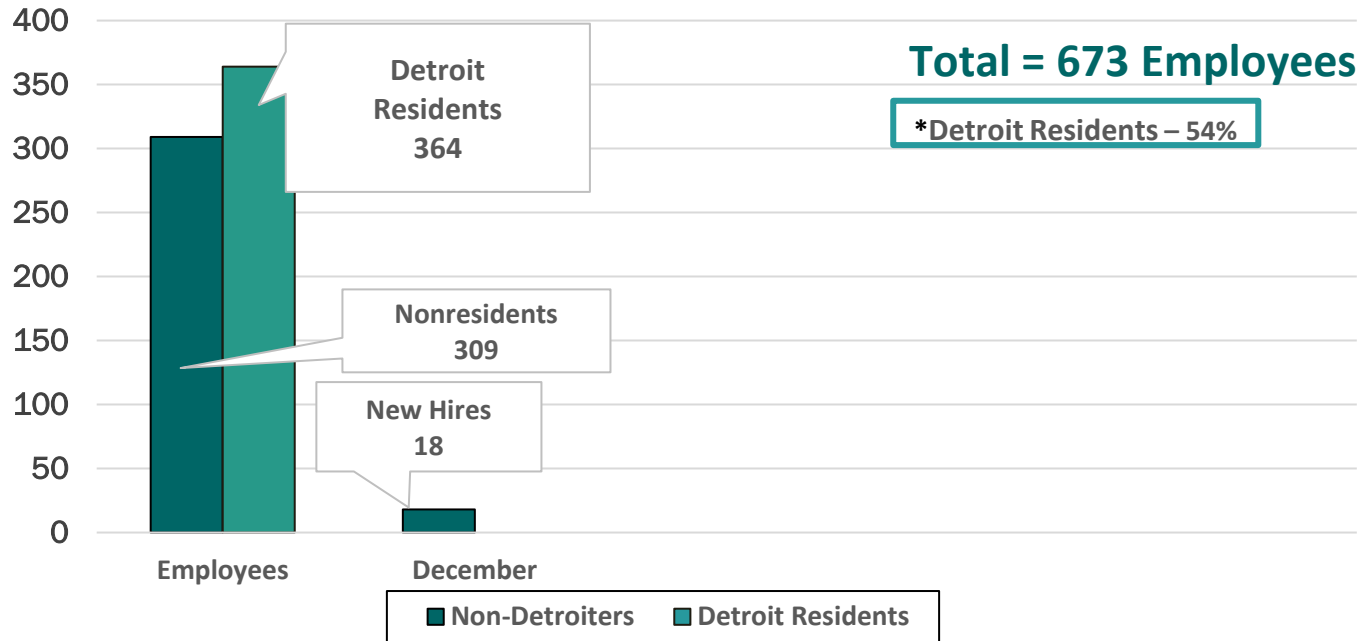 Total = 673 Employees
*Detroit Residents – 54%
400
350
300
250
200
150
100
50
0
Detroit
Residents
364
Nonresidents
309
New Hires
18
Employees
December
Non-Detroiters
Detroit Residents